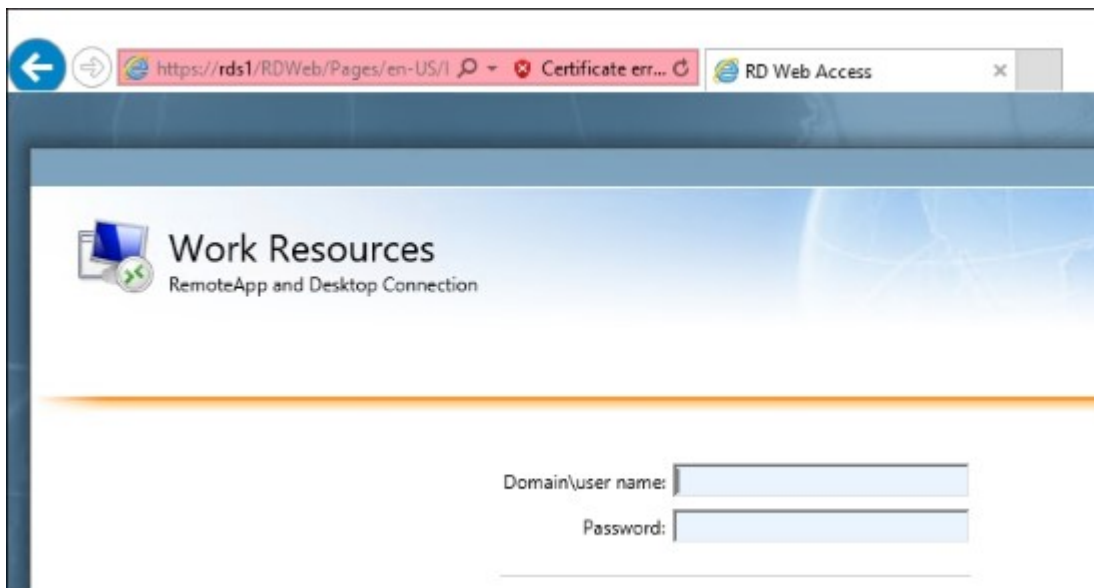 https://rds1/RDWeb/Pages/en-US/l Certificate err... RD Web Access
Work Resources
RemoteApp and Desktop Connection
Domain\user name:
Password: